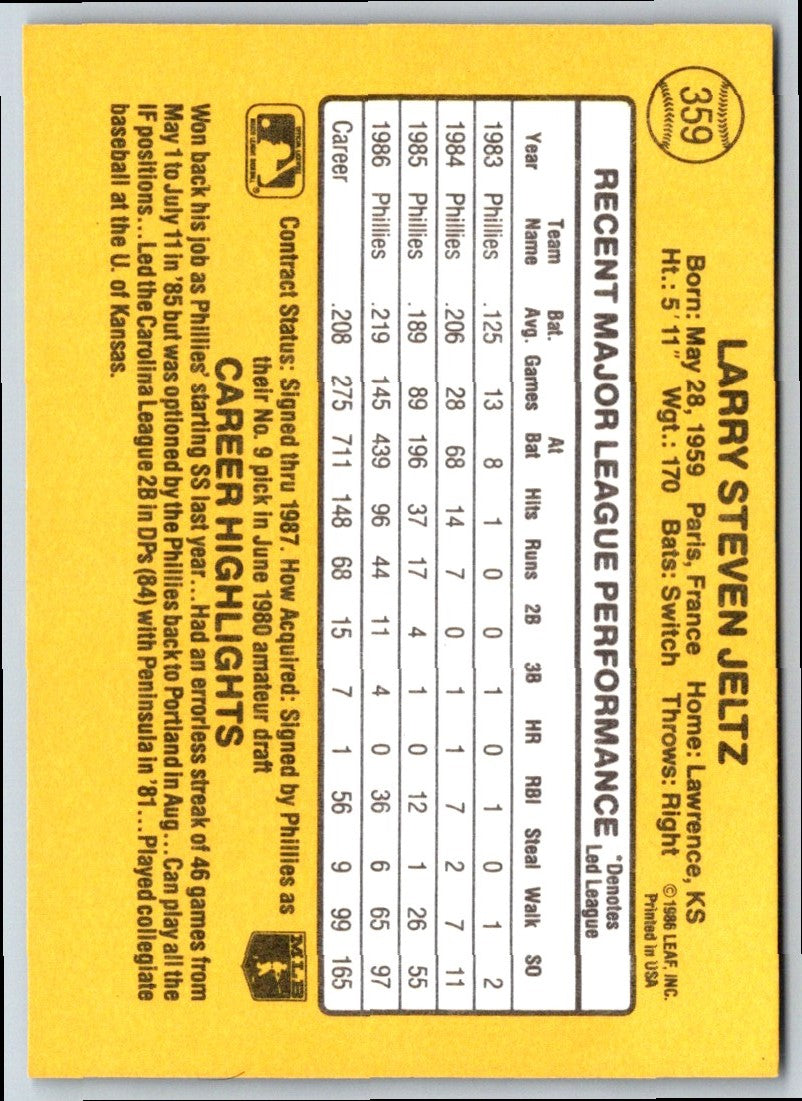 359
LARRY STEVEN JELTZ
Born: May 28, 1959 Paris, France Home: Lawrence, KS
Ht.: 5' 11" Wgt.: 170 Bats: Switch Throws: Right
©1986 LEAF, INC.
Printed in USA
RECENT MAJOR LEAGUE PERFORMANCE
*Denotes
Led League
Team Bat. At
Year Name Avg. Games Bat Hits Runs 2B 3B HR RBI Steal Walk SO
1983 Phillies .125 13 8 1 0 0 1 0 1 0 1 2
1984 Phillies .206 28 68 14 7 0 1 1 7 2 7 11
1985 Phillies .189 89 196 37 17 4 1 0 12 1 26 55
1986 Phillies .219 145 439 96 44 11 4 0 36 6 65 97
Career .208 275 711 148 68 15 7 1 56 9 99 165
Contract Status: Signed thru 1987. How Acquired: Signed by Phillies as
their No. 9 pick in June 1980 amateur draft
MLB
CAREER HIGHLIGHTS
Won back his job as Phillies' starting SS last year...Had an errorless streak of 46 games from
May 1 to July 11 in '85 but was optioned by the Phillies back to Portland in Aug...Can play all the
IF positions...Led the Carolina League 2B in DPs (84) with Peninsula in '81...Played collegiate
baseball at the U. of Kansas.